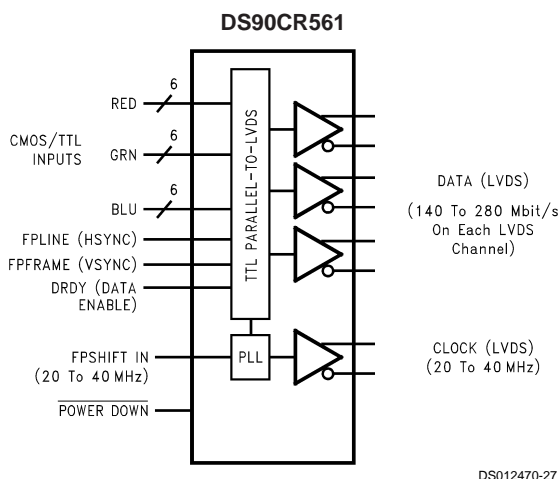 DS90CR561
CMOS/TTL
INPUTS
RED
6
GRN
6
BLU
6
FPLINE (HSYNC)
FPFRAME (VSYNC)
DRDY (DATA
ENABLE)
FPSHIFT IN
(20 To 40 MHz)
POWER DOWN
TTL PARALLEL-TO-LVDS
PLL
DATA (LVDS)
(140 To 280 Mbit/s
On Each LVDS
Channel)
CLOCK (LVDS)
(20 To 40 MHz)
DS012470-27